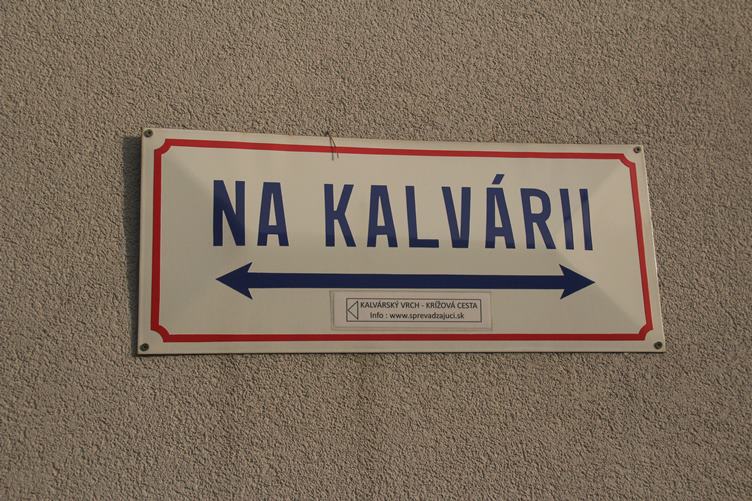 NA KALVÁRII
KALVÁRSKÝ VRCH - KRÍŽOVÁ CESTA
Info : www.sprevadzajuci.sk